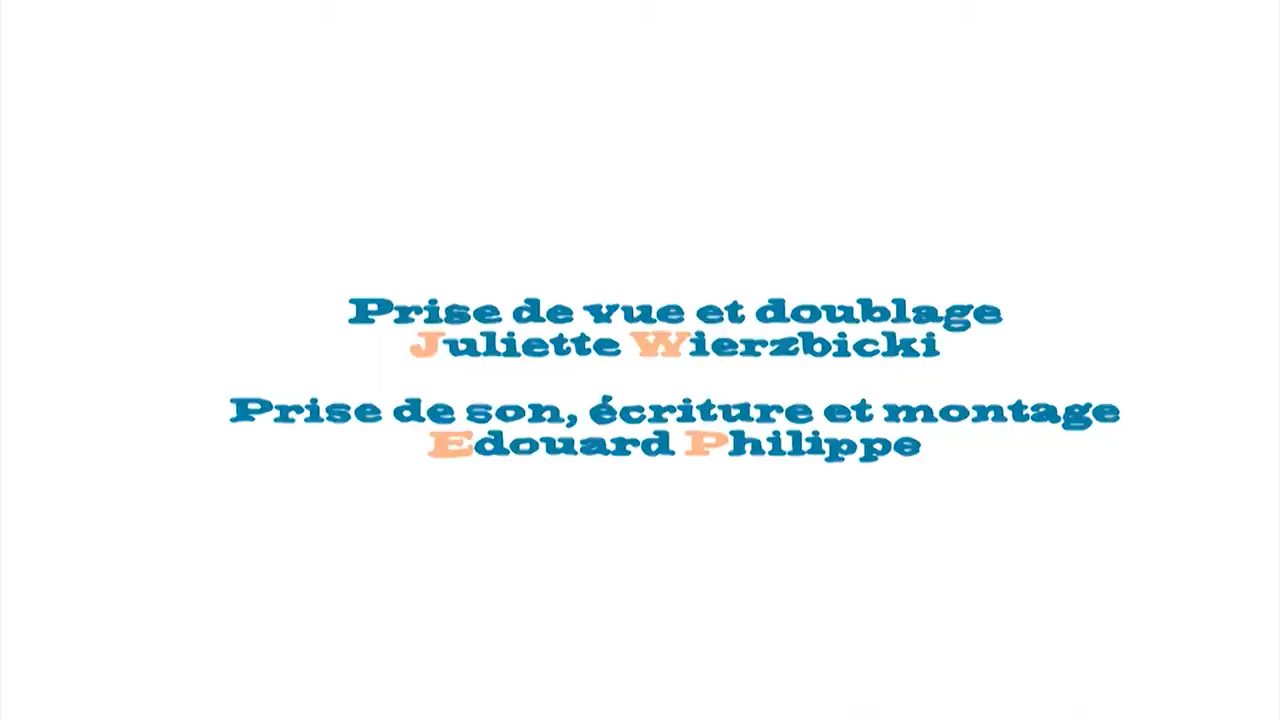 Prise de vue et doublage
Juliette Wierzbicki
Prise de son, écriture et montage
Edouard Philippe